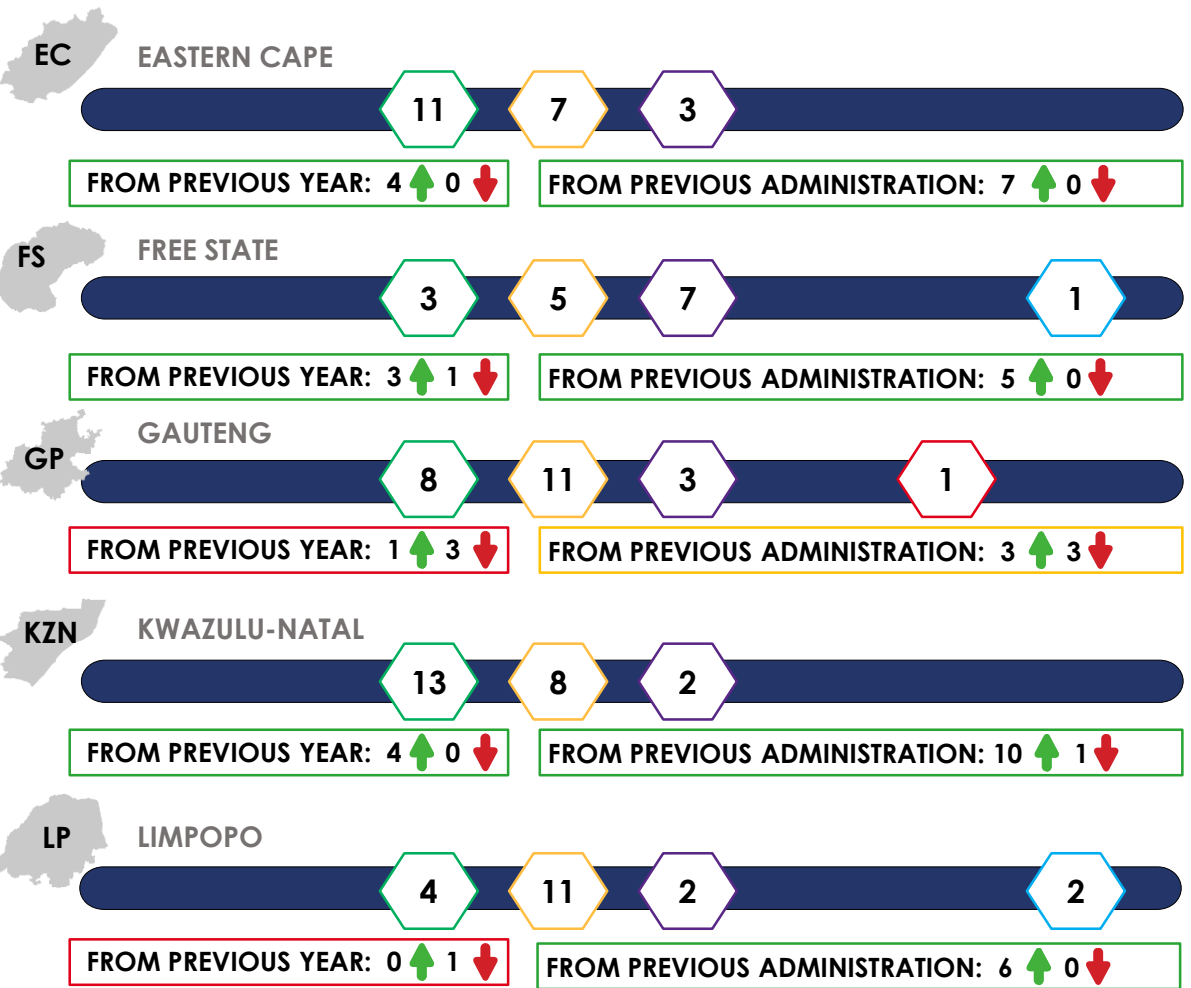 EC EASTERN CAPE
11 7 3
FROM PREVIOUS YEAR: 4 0
FROM PREVIOUS ADMINISTRATION: 7 0
FS FREE STATE
3 5 7 1
FROM PREVIOUS YEAR: 3 1
FROM PREVIOUS ADMINISTRATION: 5 0
GP GAUTENG
8 11 3 1
FROM PREVIOUS YEAR: 1 3
FROM PREVIOUS ADMINISTRATION: 3 3
KZN KWAZULU-NATAL
13 8 2
FROM PREVIOUS YEAR: 4 0
FROM PREVIOUS ADMINISTRATION: 10 1
LP LIMPOPO
4 11 2 2
FROM PREVIOUS YEAR: 0 1
FROM PREVIOUS ADMINISTRATION: 6 0